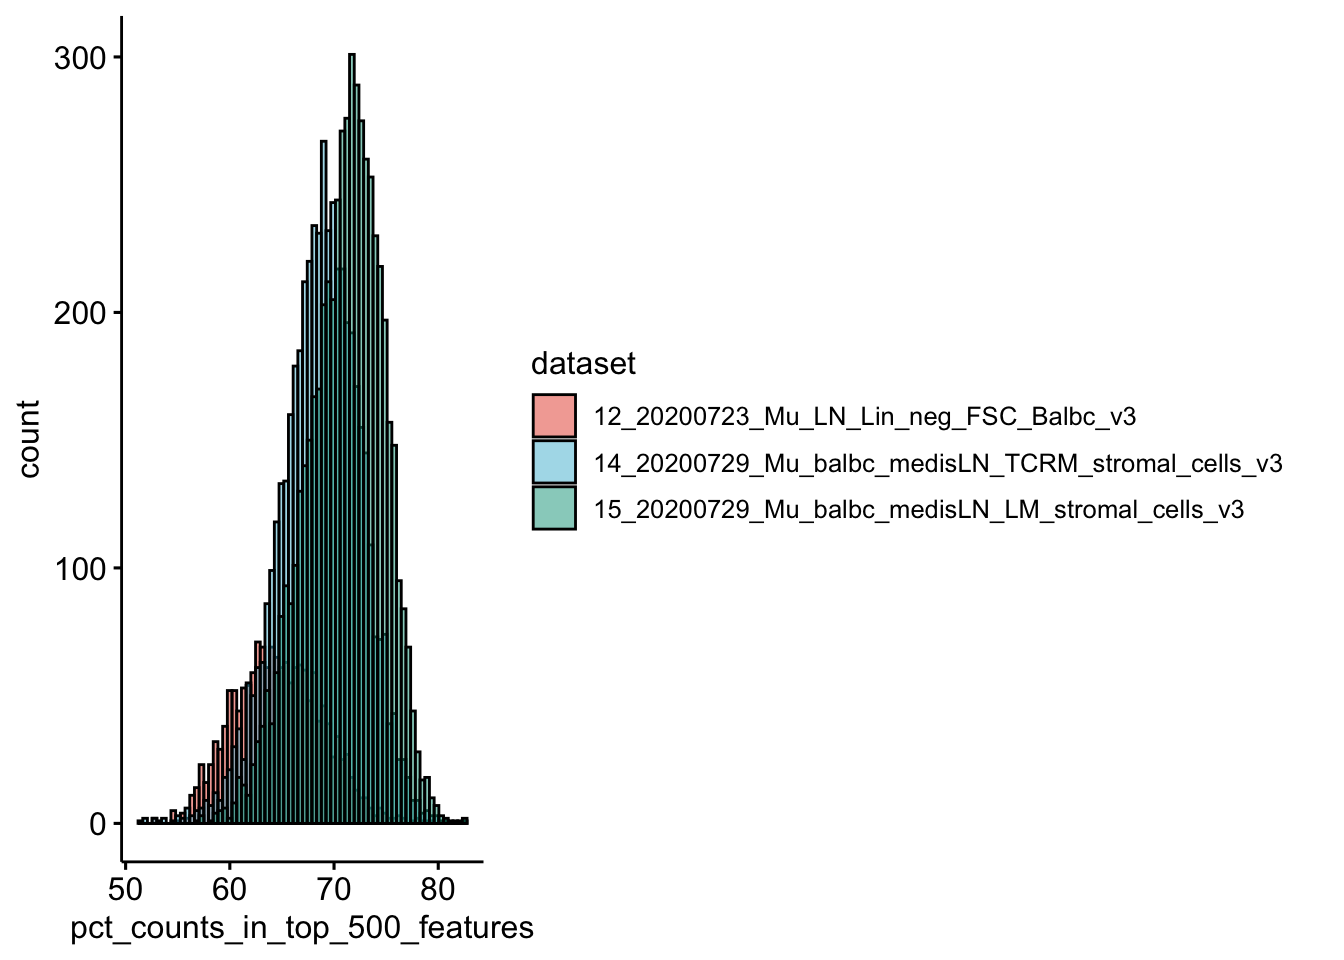 300
200
100
0
count
50 60 70 80
pct_counts_in_top_500_features
dataset
12_20200723_Mu_LN_Lin_neg_FSC_Balbc_v3
14_20200729_Mu_balbc_medisLN_TCRM_stromal_cells_v3
15_20200729_Mu_balbc_medisLN_LM_stromal_cells_v3